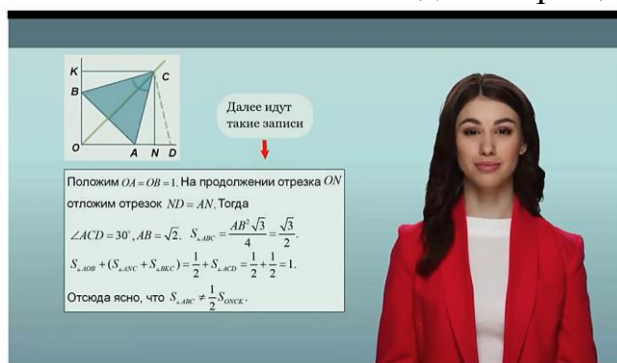 K
B
C
O
A
N
D
Далее идут
такие записи
Положим OA = OB = 1. На продолжении отрезка ON
отложим отрезок ND = AN. Тогда
∠ACD = 30°, AB = √2. S△ABC = AB²√3/4 = √3/2.
S△AOB + (S△ANC + S△BKC) = 1/2 + S△ACD = 1/2 + 1/2 = 1.
Отсюда ясно, что S△ABC ≠ 1/2 SONCK.